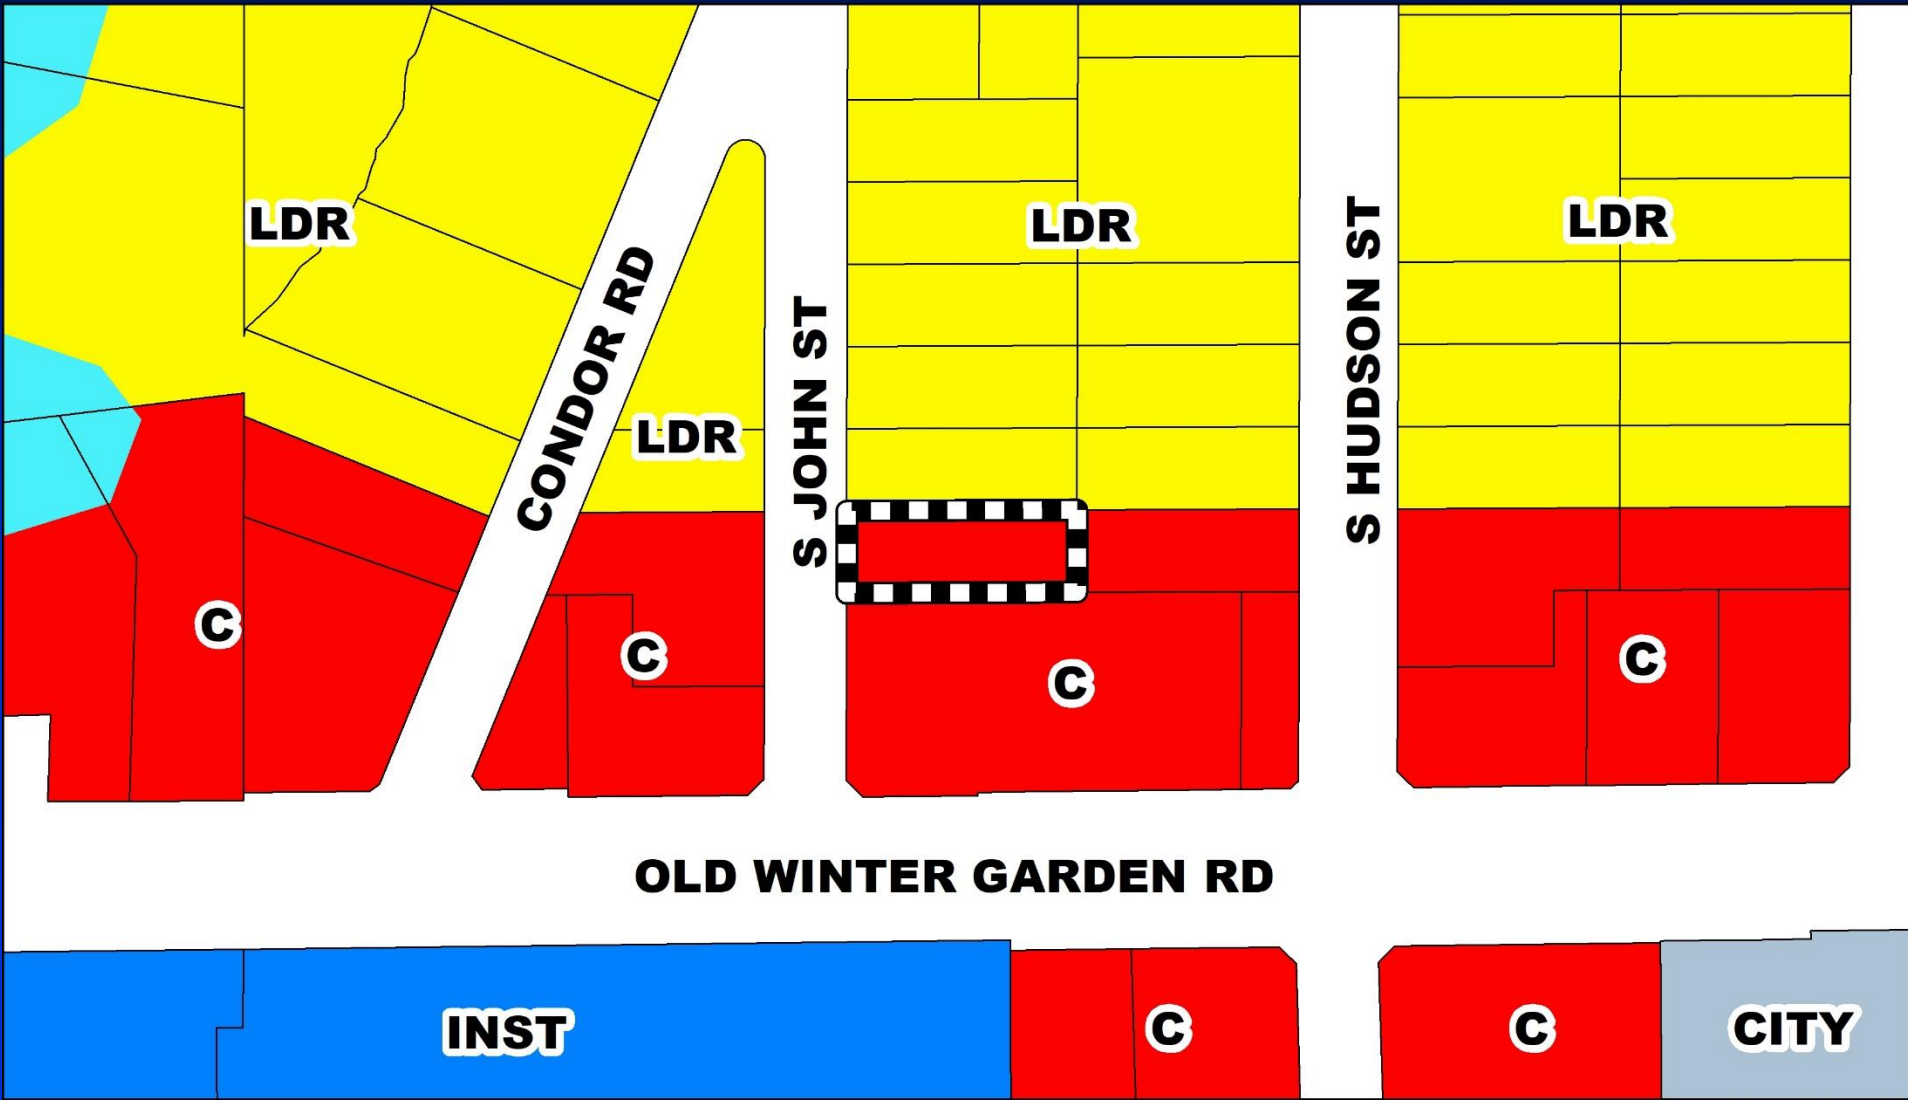 LDR
LDR
LDR
CONDOR RD
S JOHN ST
S HUDSON ST
LDR
C
C
C
C
OLD WINTER GARDEN RD
INST
C
C
CITY